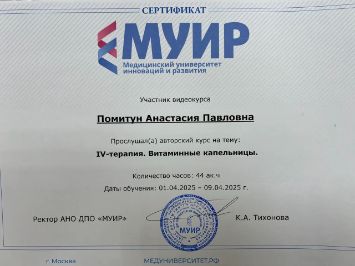 СЕРТИФИКАТ
МУИР
Медицинский университет
инноваций и развития
Участник видеокурса
Помитун Анастасия Павловна
Прослушал(а) авторский курс на тему:
IV-терапия. Витаминные капельницы.
Количество часов: 44 ак.ч
Даты обучения: 01.04.2025 – 09.04.2025 г.
Ректор АНО ДПО «МУИР»
МУИР
К.А. Тихонова
г. Москва
МЕДУНИВЕРСИТЕТ.РФ